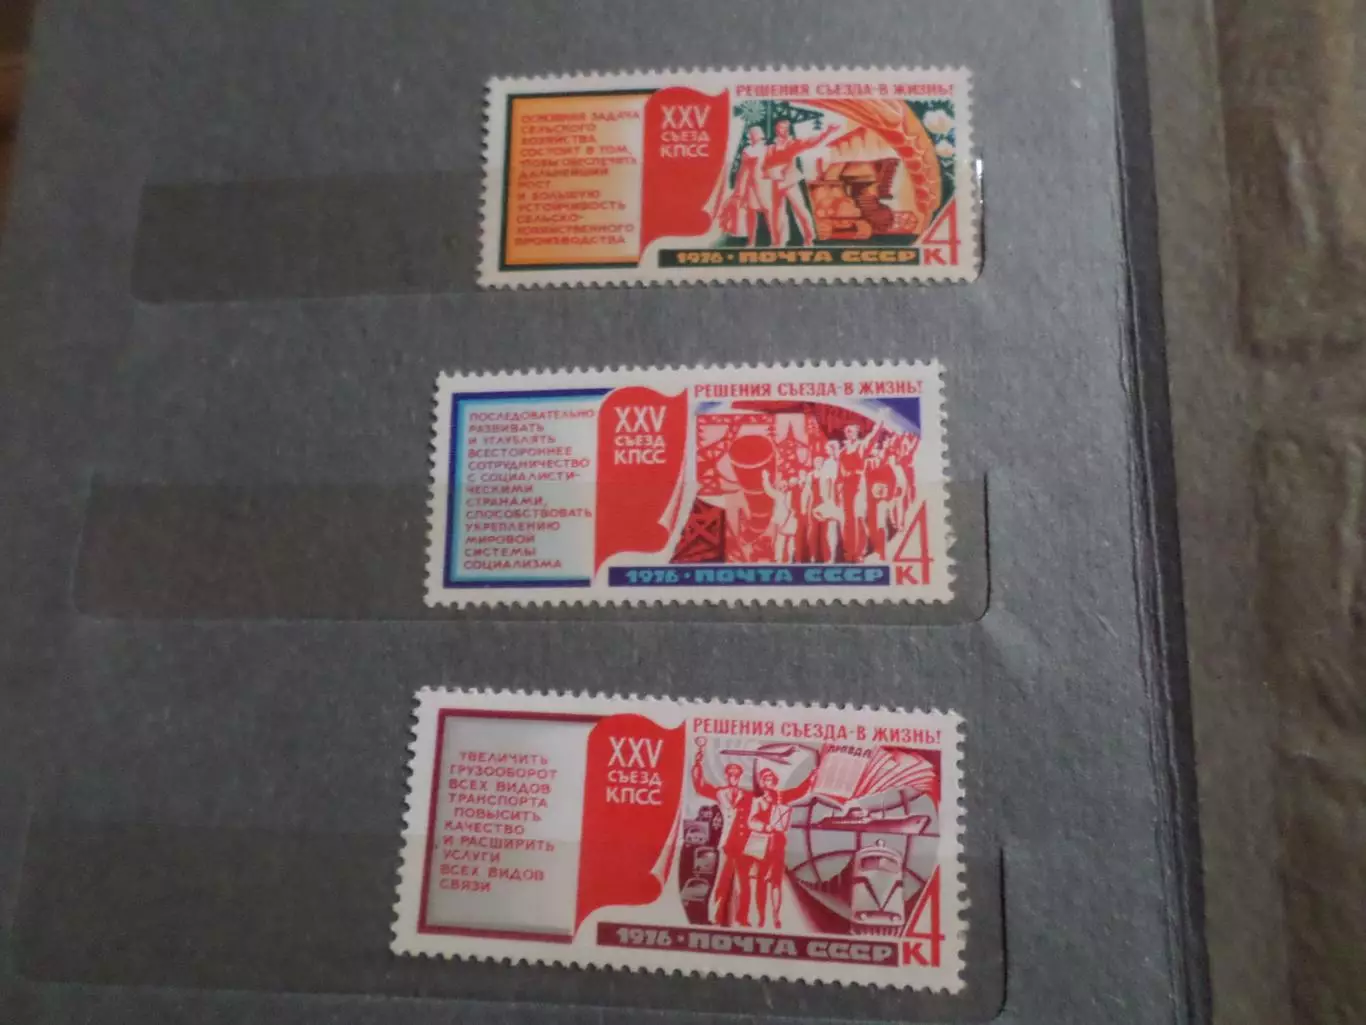 ОСНОВНАЯ ЗАДАЧА
СЕЛЬСКОГО
ХОЗЯЙСТВА
СОСТОИТ В ТОМ,
ЧТОБЫ ОБЕСПЕЧИТЬ
ДАЛЬНЕЙШИЙ
РОСТ
И БОЛЬШУЮ
УСТОЙЧИВОСТЬ
СЕЛЬСКО-
ХОЗЯЙСТВЕННОГО
ПРОИЗВОДСТВА
XXV
СЪЕЗД
КПСС
РЕШЕНИЯ СЪЕЗДА-В ЖИЗНЬ!
1976 • ПОЧТА СССР
4
К
ПОСЛЕДОВАТЕЛЬНО
РАЗВИВАТЬ
И УГЛУБЛЯТЬ
ВСЕСТОРОННЕЕ
СОТРУДНИЧЕСТВО
С СОЦИАЛИСТИ-
ЧЕСКИМИ
СТРАНАМИ,
СПОСОБСТВОВАТЬ
УКРЕПЛЕНИЮ
МИРОВОЙ
СИСТЕМЫ
СОЦИАЛИЗМА
XXV
СЪЕЗД
КПСС
РЕШЕНИЯ СЪЕЗДА-В ЖИЗНЬ!
1976 • ПОЧТА СССР
4
К
УВЕЛИЧИТЬ
ГРУЗООБОРОТ
ВСЕХ ВИДОВ
ТРАНСПОРТА
ПОВЫСИТЬ
КАЧЕСТВО
И РАСШИРИТЬ
УСЛУГИ
ВСЕХ ВИДОВ
СВЯЗИ
XXV
СЪЕЗД
КПСС
РЕШЕНИЯ СЪЕЗДА-В ЖИЗНЬ!
ПРАВДА
1976 • ПОЧТА СССР
4
К